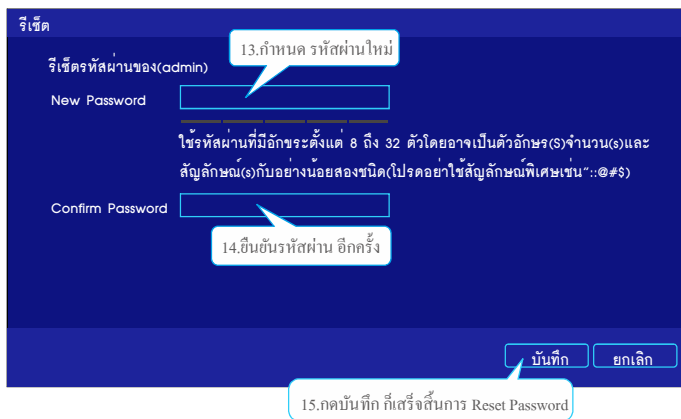 รีเซ็ต
13.กำหนด รหัสผ่านใหม่
รีเซ็ตรหัสผ่านของ(admin)
New Password
ใช้รหัสผ่านที่มีอักขระตั้งแต่ 8 ถึง 32 ตัวโดยอาจเป็นตัวอักษร(S)จำนวน(s)และ
สัญลักษณ์(s)กับอย่างน้อยสองชนิด(โปรดอย่าใช้สัญลักษณ์พิเศษเช่น"::@#$)
Confirm Password
14.ยืนยันรหัสผ่าน อีกครั้ง
บันทึก ยกเลิก
15.กดบันทึก ก็เสร็จสิ้นการ Reset Password